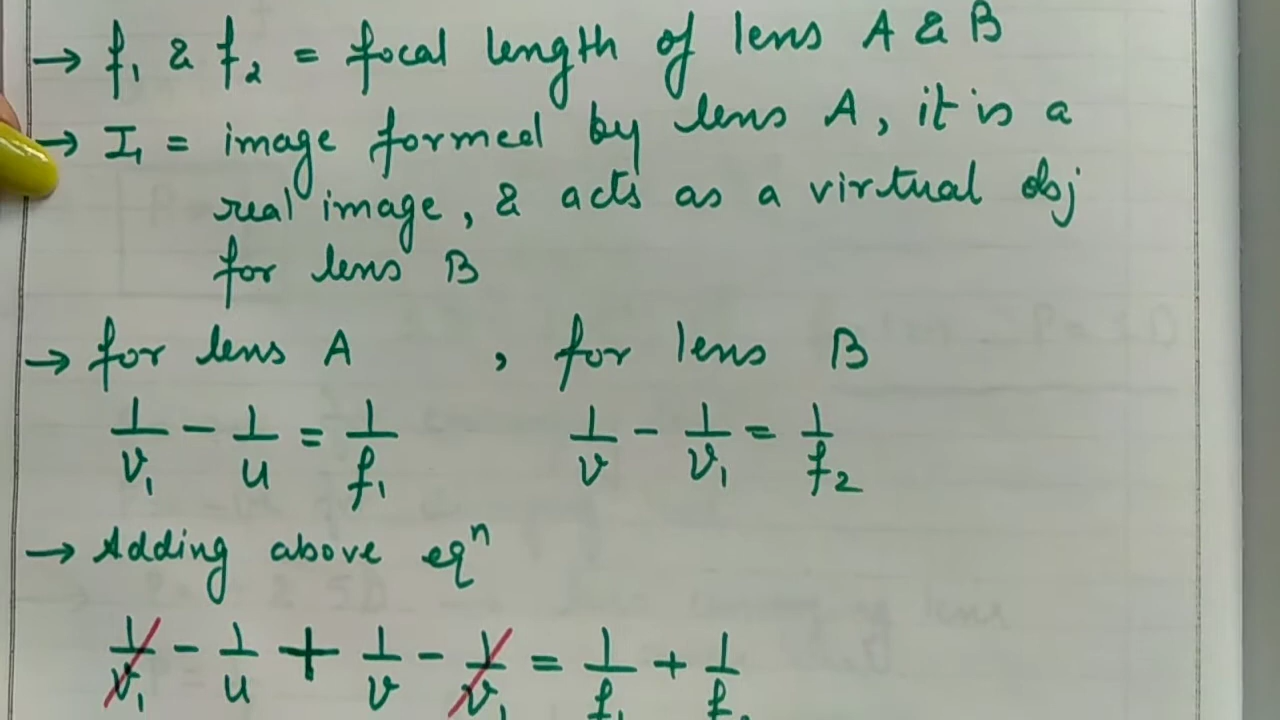 → f₁ & f₂ = focal length of lens A & B
→ I₁ = image formed by lens A, it is a
real image, & acts as a virtual obj
for lens B
→ for lens A , for lens B
1/v₁ - 1/u = 1/f₁ 1/v - 1/v₁ = 1/f₂
→ Adding above eqⁿ
1/v₁ - 1/u + 1/v - 1/v₁ = 1/f₁ + 1/f₂